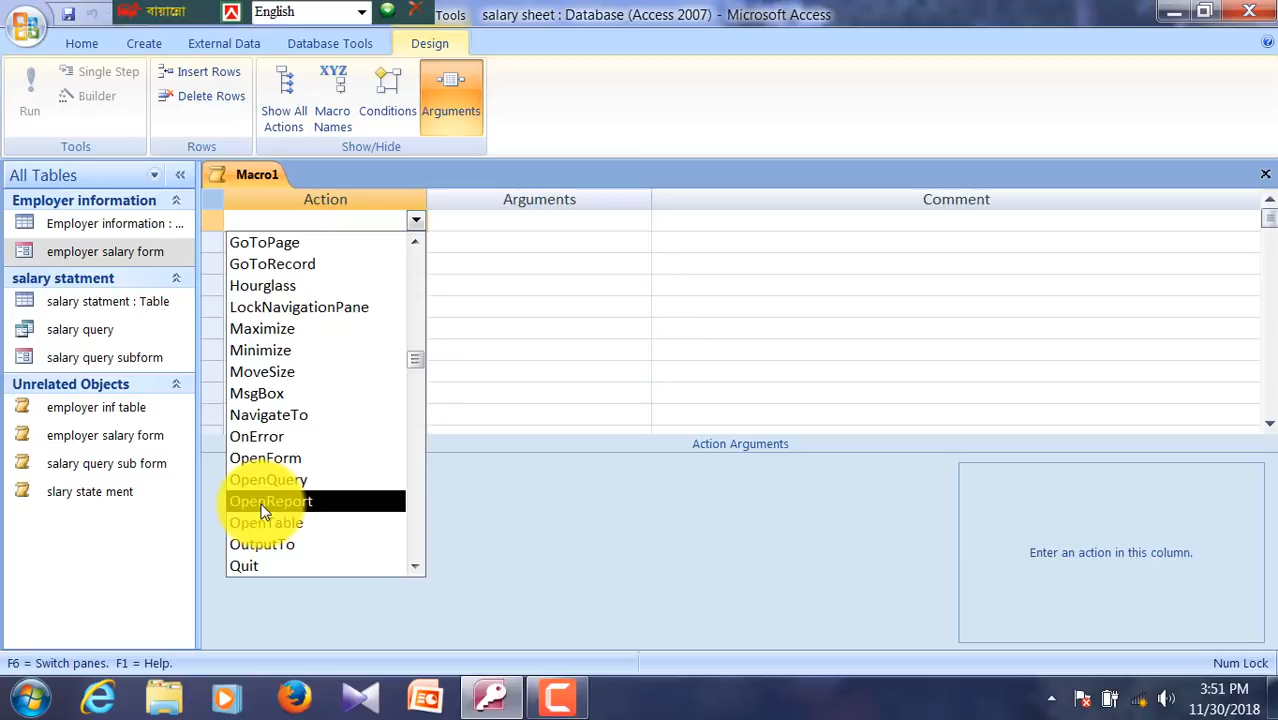 বায়ান্নো
English
Tools
salary sheet : Database (Access 2007) - Microsoft Access
Home
Create
External Data
Database Tools
Design
Run
Single Step
Builder
Tools
Insert Rows
Delete Rows
Rows
Show All
Actions
XYZ
Macro
Names
Conditions
Arguments
Show/Hide
All Tables
Employer information
Employer information : ...
employer salary form
salary statment
salary statment : Table
salary query
salary query subform
Unrelated Objects
employer inf table
employer salary form
salary query sub form
slary state ment
Macro1
Action
Arguments
Comment
GoToPage
GoToRecord
Hourglass
LockNavigationPane
Maximize
Minimize
MoveSize
MsgBox
NavigateTo
OnError
OpenForm
OpenQuery
OpenReport
OpenTable
OutputTo
Quit
Action Arguments
Enter an action in this column.
F6 = Switch panes. F1 = Help.
Num Lock
3:51 PM
11/30/2018